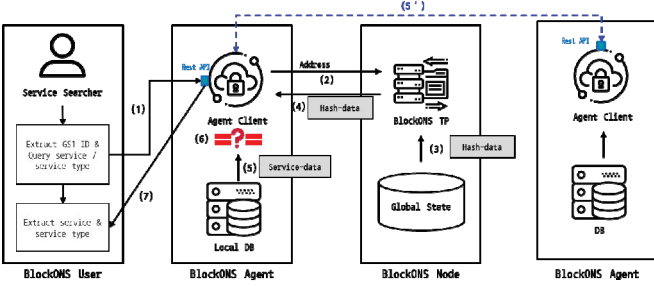 (5')
Rest API
Rest API
Service Searcher
(1)
Address
(2)
(4)
Hash-data
Agent Client
BlockONS TP
Agent Client
Extract GS1 ID &
Query service /
service type
(6)
=?=
(3)
Hash-data
(5)
Service-data
(7)
Extract service &
service type
Global State
Local DB
DB
BlockONS User
BlockONS Agent
BlockONS Node
BlockONS Agent